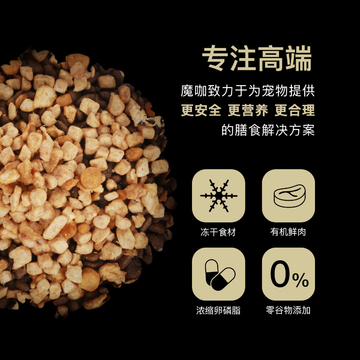 专注高端
魔咖致力于为宠物提供
更安全 更营养 更合理
的膳食解决方案
冻干食材
有机鲜肉
浓缩卵磷脂
0%
零谷物添加